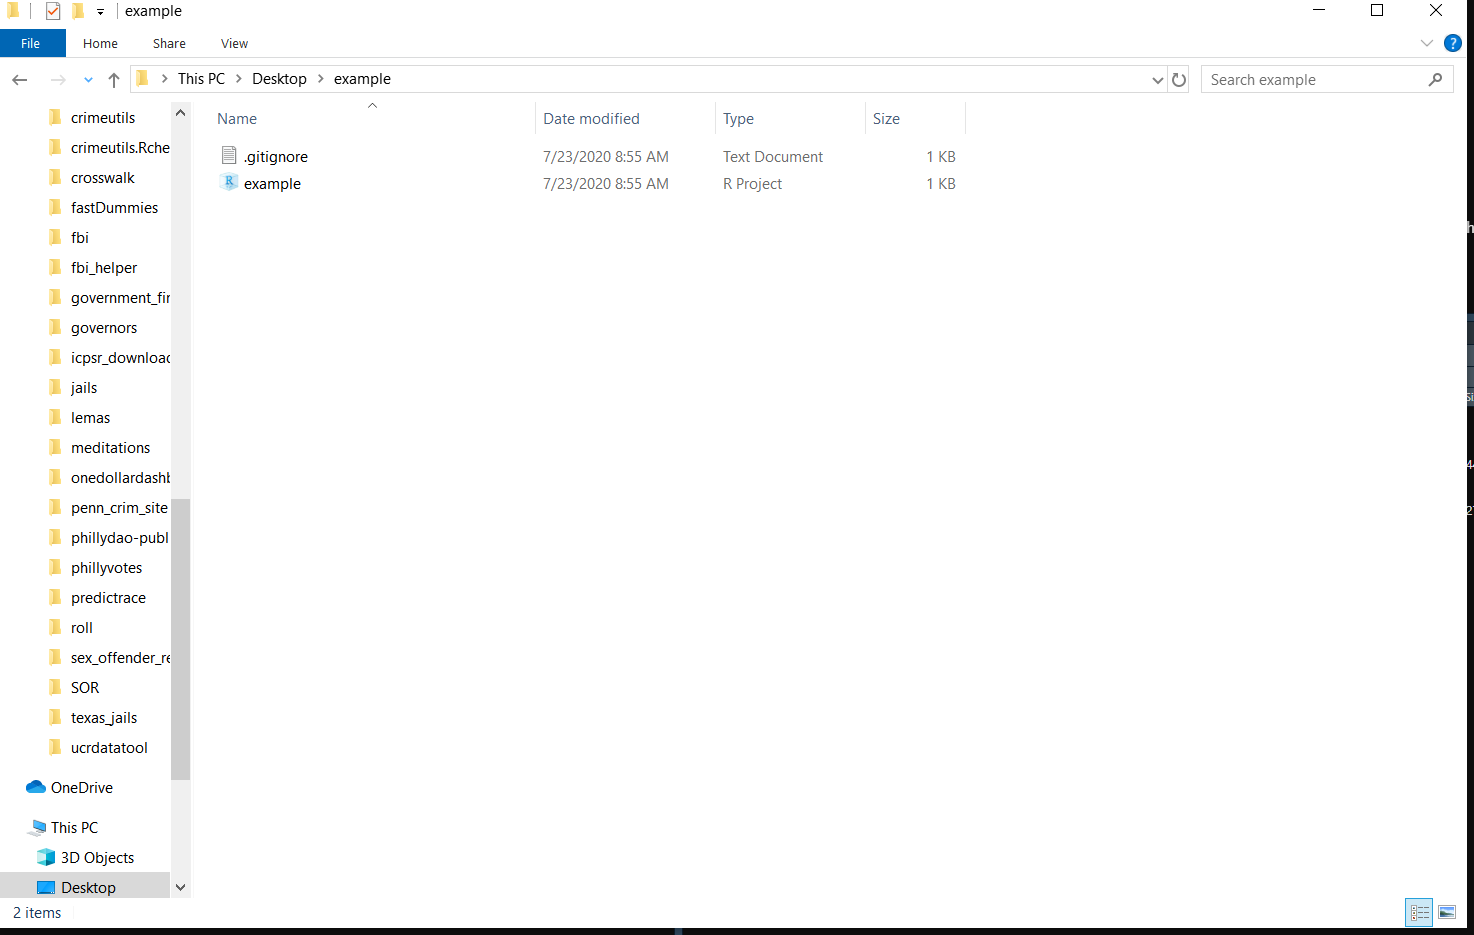 example
File Home Share View
This PC Desktop example
Search example
Name Date modified Type Size
.gitignore 7/23/2020 8:55 AM Text Document 1 KB
example 7/23/2020 8:55 AM R Project 1 KB
crimeutils
crimeutils.Rche
crosswalk
fastDummies
fbi
fbi_helper
government_fir
governors
icpsr_download
jails
lemas
meditations
onedollardashb
penn_crim_site
phillydao-publ
phillyvotes
predictrace
roll
sex_offender_re
SOR
texas_jails
ucrdatatool
OneDrive
This PC
3D Objects
Desktop
2 items